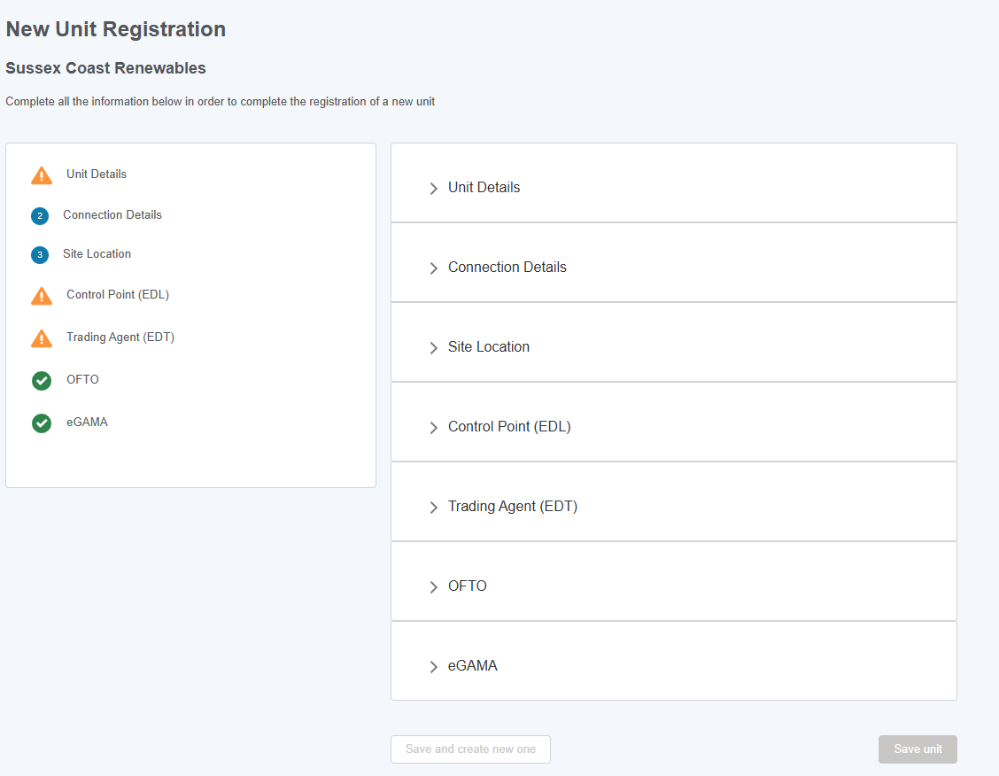 New Unit Registration
Sussex Coast Renewables
Complete all the information below in order to complete the registration of a new unit
Unit Details
2 Connection Details
3 Site Location
Control Point (EDL)
Trading Agent (EDT)
OFTO
eGAMA
Unit Details
Connection Details
Site Location
Control Point (EDL)
Trading Agent (EDT)
OFTO
eGAMA
Save and create new one
Save unit